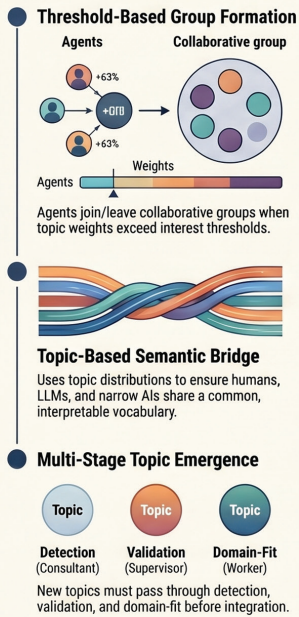 Threshold-Based Group Formation
Agents
Collaborative group
+63%
+63%
Weights
Agents
Agents join/leave collaborative groups when
topic weights exceed interest thresholds.
Topic-Based Semantic Bridge
Uses topic distributions to ensure humans,
LLMs, and narrow AIs share a common,
interpretable vocabulary.
Multi-Stage Topic Emergence
Topic
Topic
Topic
Detection
(Consultant)
Validation
(Supervisor)
Domain-Fit
(Worker)
New topics must pass through detection,
validation, and domain-fit before integration.